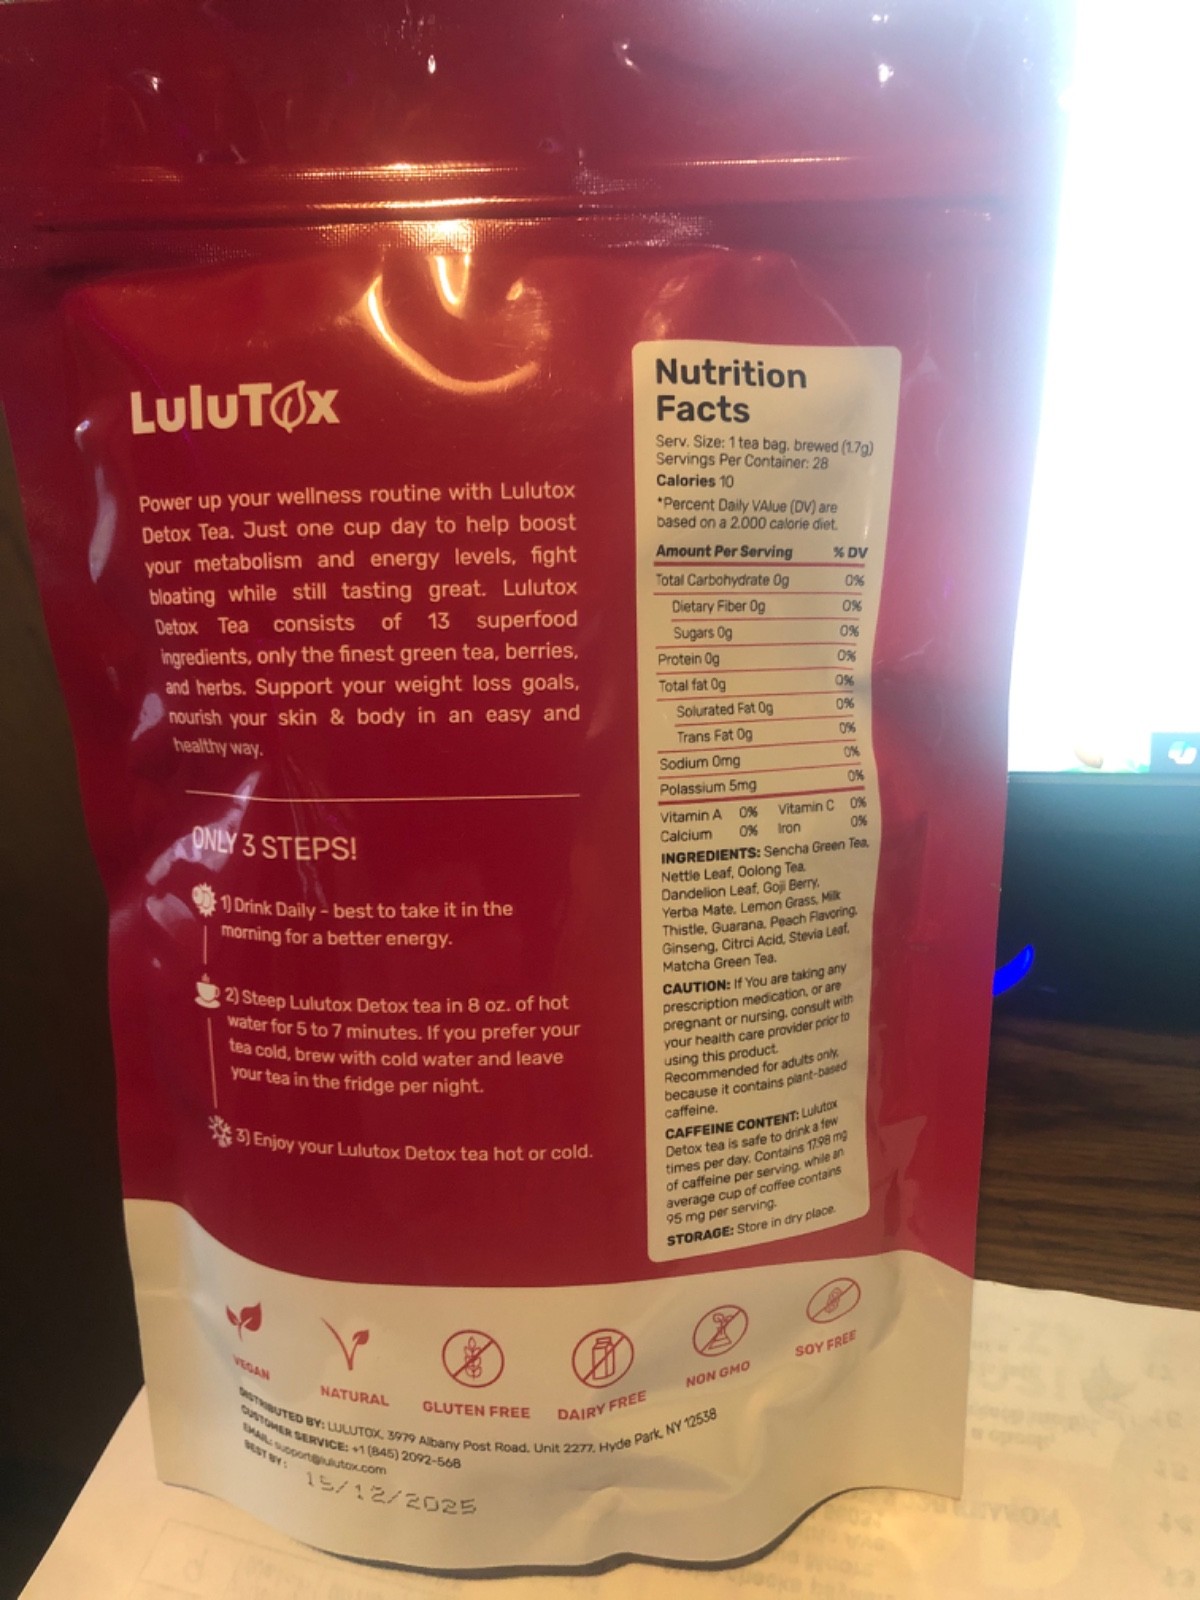 LULUTOX
Power up your wellness routine with Lulutox
Detox Tea. Just one cup day to help boost
your metabolism and energy levels, fight
bloating while still tasting great. Lulutox
Detox Tea consists of 13 superfood
ingredients, only the finest green tea, berries,
and herbs. Support your weight loss goals,
nourish your skin & body in an easy and
healthy way.
ONLY 3 STEPS!
1) Drink Daily - best to take it in the
morning for a better energy.
2) Steep Lulutox Detox tea in 8 oz. of hot
water for 5 to 7 minutes. If you prefer your
tea cold, brew with cold water and leave
your tea in the fridge per night.
3) Enjoy your Lulutox Detox tea hot or cold.
Nutrition
Facts
Serv. Size: 1 tea bag, brewed (1.7g)
Servings Per Container: 28
Calories 10
*Percent Daily VAlue (DV) are
based on a 2.000 calorie diet.
Amount Per Serving % DV
Total Carbohydrate 0g 0%
Dietary Fiber 0g 0%
Sugars 0g 0%
Protein 0g 0%
Total fat 0g 0%
Solurated Fat 0g 0%
Trans Fat 0g 0%
Sodium 0mg 0%
Polassium 5mg 0%
Vitamin A 0% Vitamin C 0%
Calcium 0% Iron 0%
INGREDIENTS: Sencha Green Tea,
Nettle Leaf, Oolong Tea,
Dandelion Leaf, Goji Berry,
Yerba Mate, Lemon Grass, Milk
Thistle, Guarana, Peach Flavoring,
Ginseng, Citrci Acid, Stevia Leaf,
Matcha Green Tea.
CAUTION: If You are taking any
prescription medication, or are
pregnant or nursing, consult with
your health care provider prior to
using this product.
Recommended for adults only,
because it contains plant-based
caffeine.
CAFFEINE CONTENT: Lulutox
Detox tea is safe to drink a few
times per day. Contains 17.98 mg
of caffeine per serving, while an
average cup of coffee contains
95 mg per serving.
STORAGE: Store in dry place.
VEGAN
NATURAL
GLUTEN FREE
DAIRY FREE
NON GMO
SOY FREE
DISTRIBUTED BY: LULUTOX, 3979 Albany Post Road, Unit 2277, Hyde Park, NY 12538
CUSTOMER SERVICE: +1 (845) 2092-568
EMAIL: support@lulutox.com
BEST BY:
15/12/2025